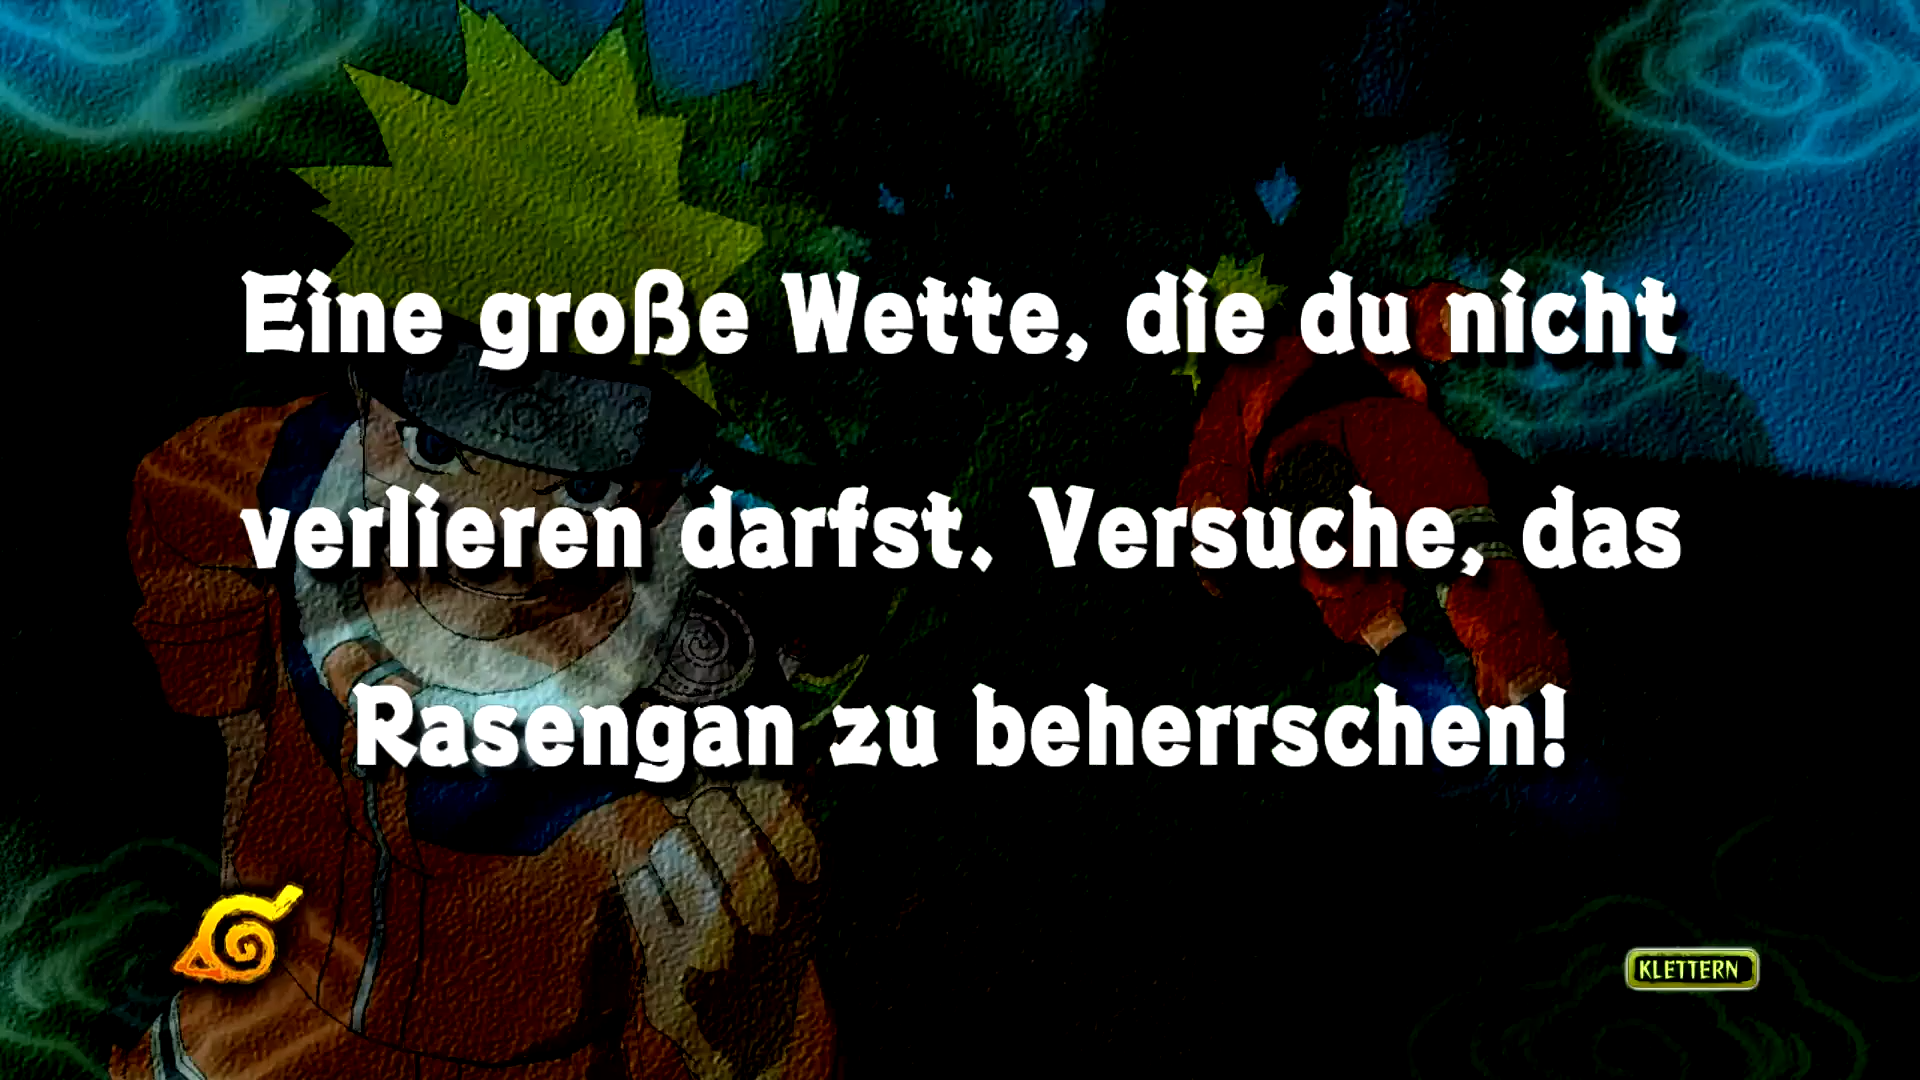 Eine große Wette, die du nicht
verlieren darfst. Versuche, das
Rasengan zu beherrschen!
KLETTERN